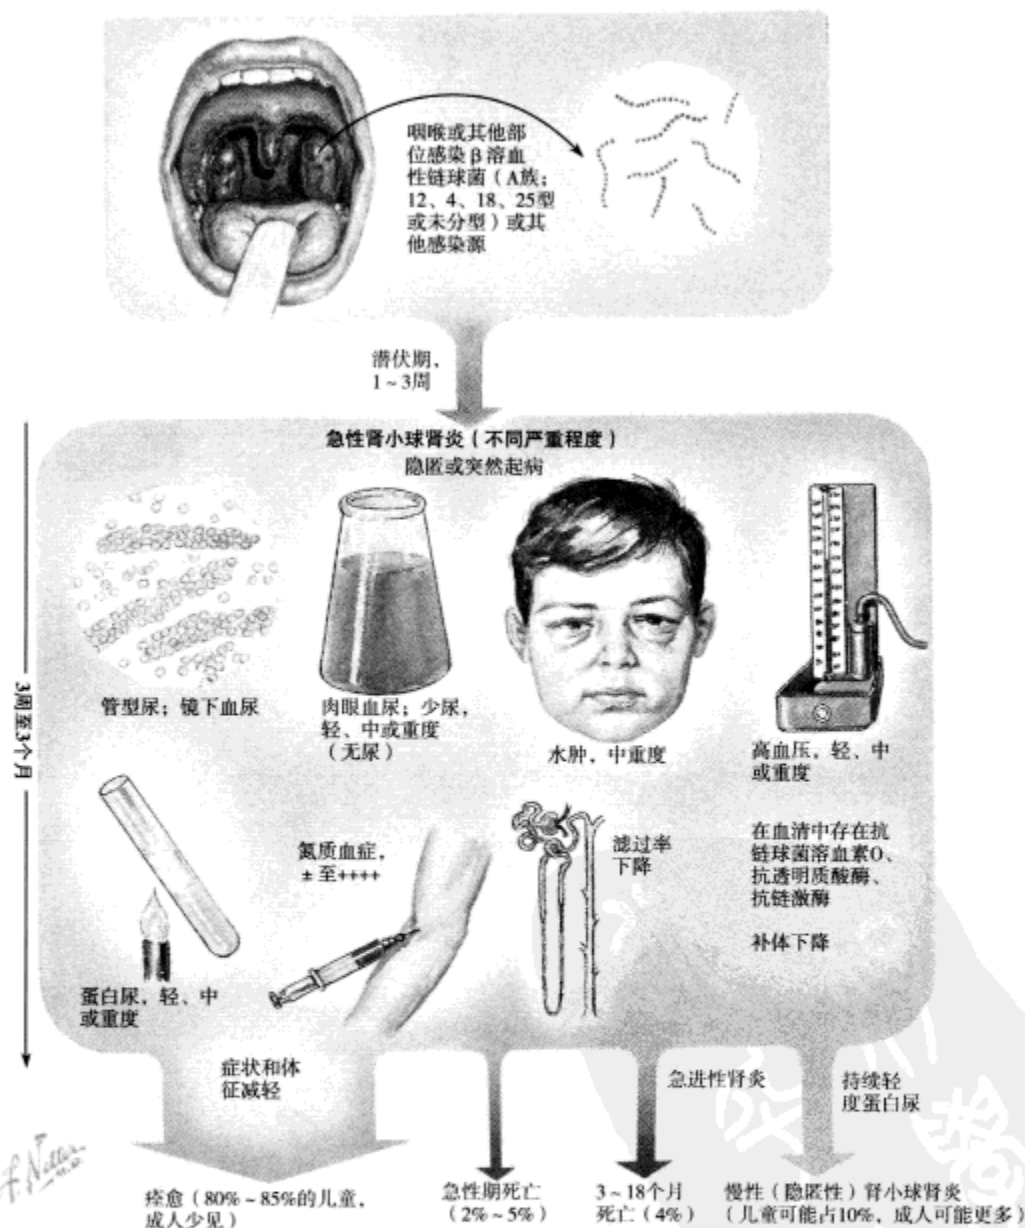 咽喉或其他部
位感染β溶血
性链球菌（A族；
12、4、18、25型
或未分型）或其
他感染源
潜伏期，
1~3周
急性肾小球肾炎（不同严重程度）
隐匿或突然起病
3周至3个月
管型尿；镜下血尿
肉眼血尿；少尿，
轻、中或重度
（无尿）
水肿，中重度
高血压，轻、中
或重度
蛋白尿，轻、中
或重度
氮质血症，
± 至++++
滤过率
下降
在血清中存在抗
链球菌溶血素O、
抗透明质酸酶、
抗链激酶
补体下降
症状和体
征减轻
急进性肾炎
持续轻
度蛋白尿
痊愈（80%~85%的儿童，
成人少见）
急性期死亡
（2%~5%）
3~18个月
死亡（4%）
慢性（隐匿性）肾小球肾炎
（儿童可能占10%，成人可能更多）
F. Netter